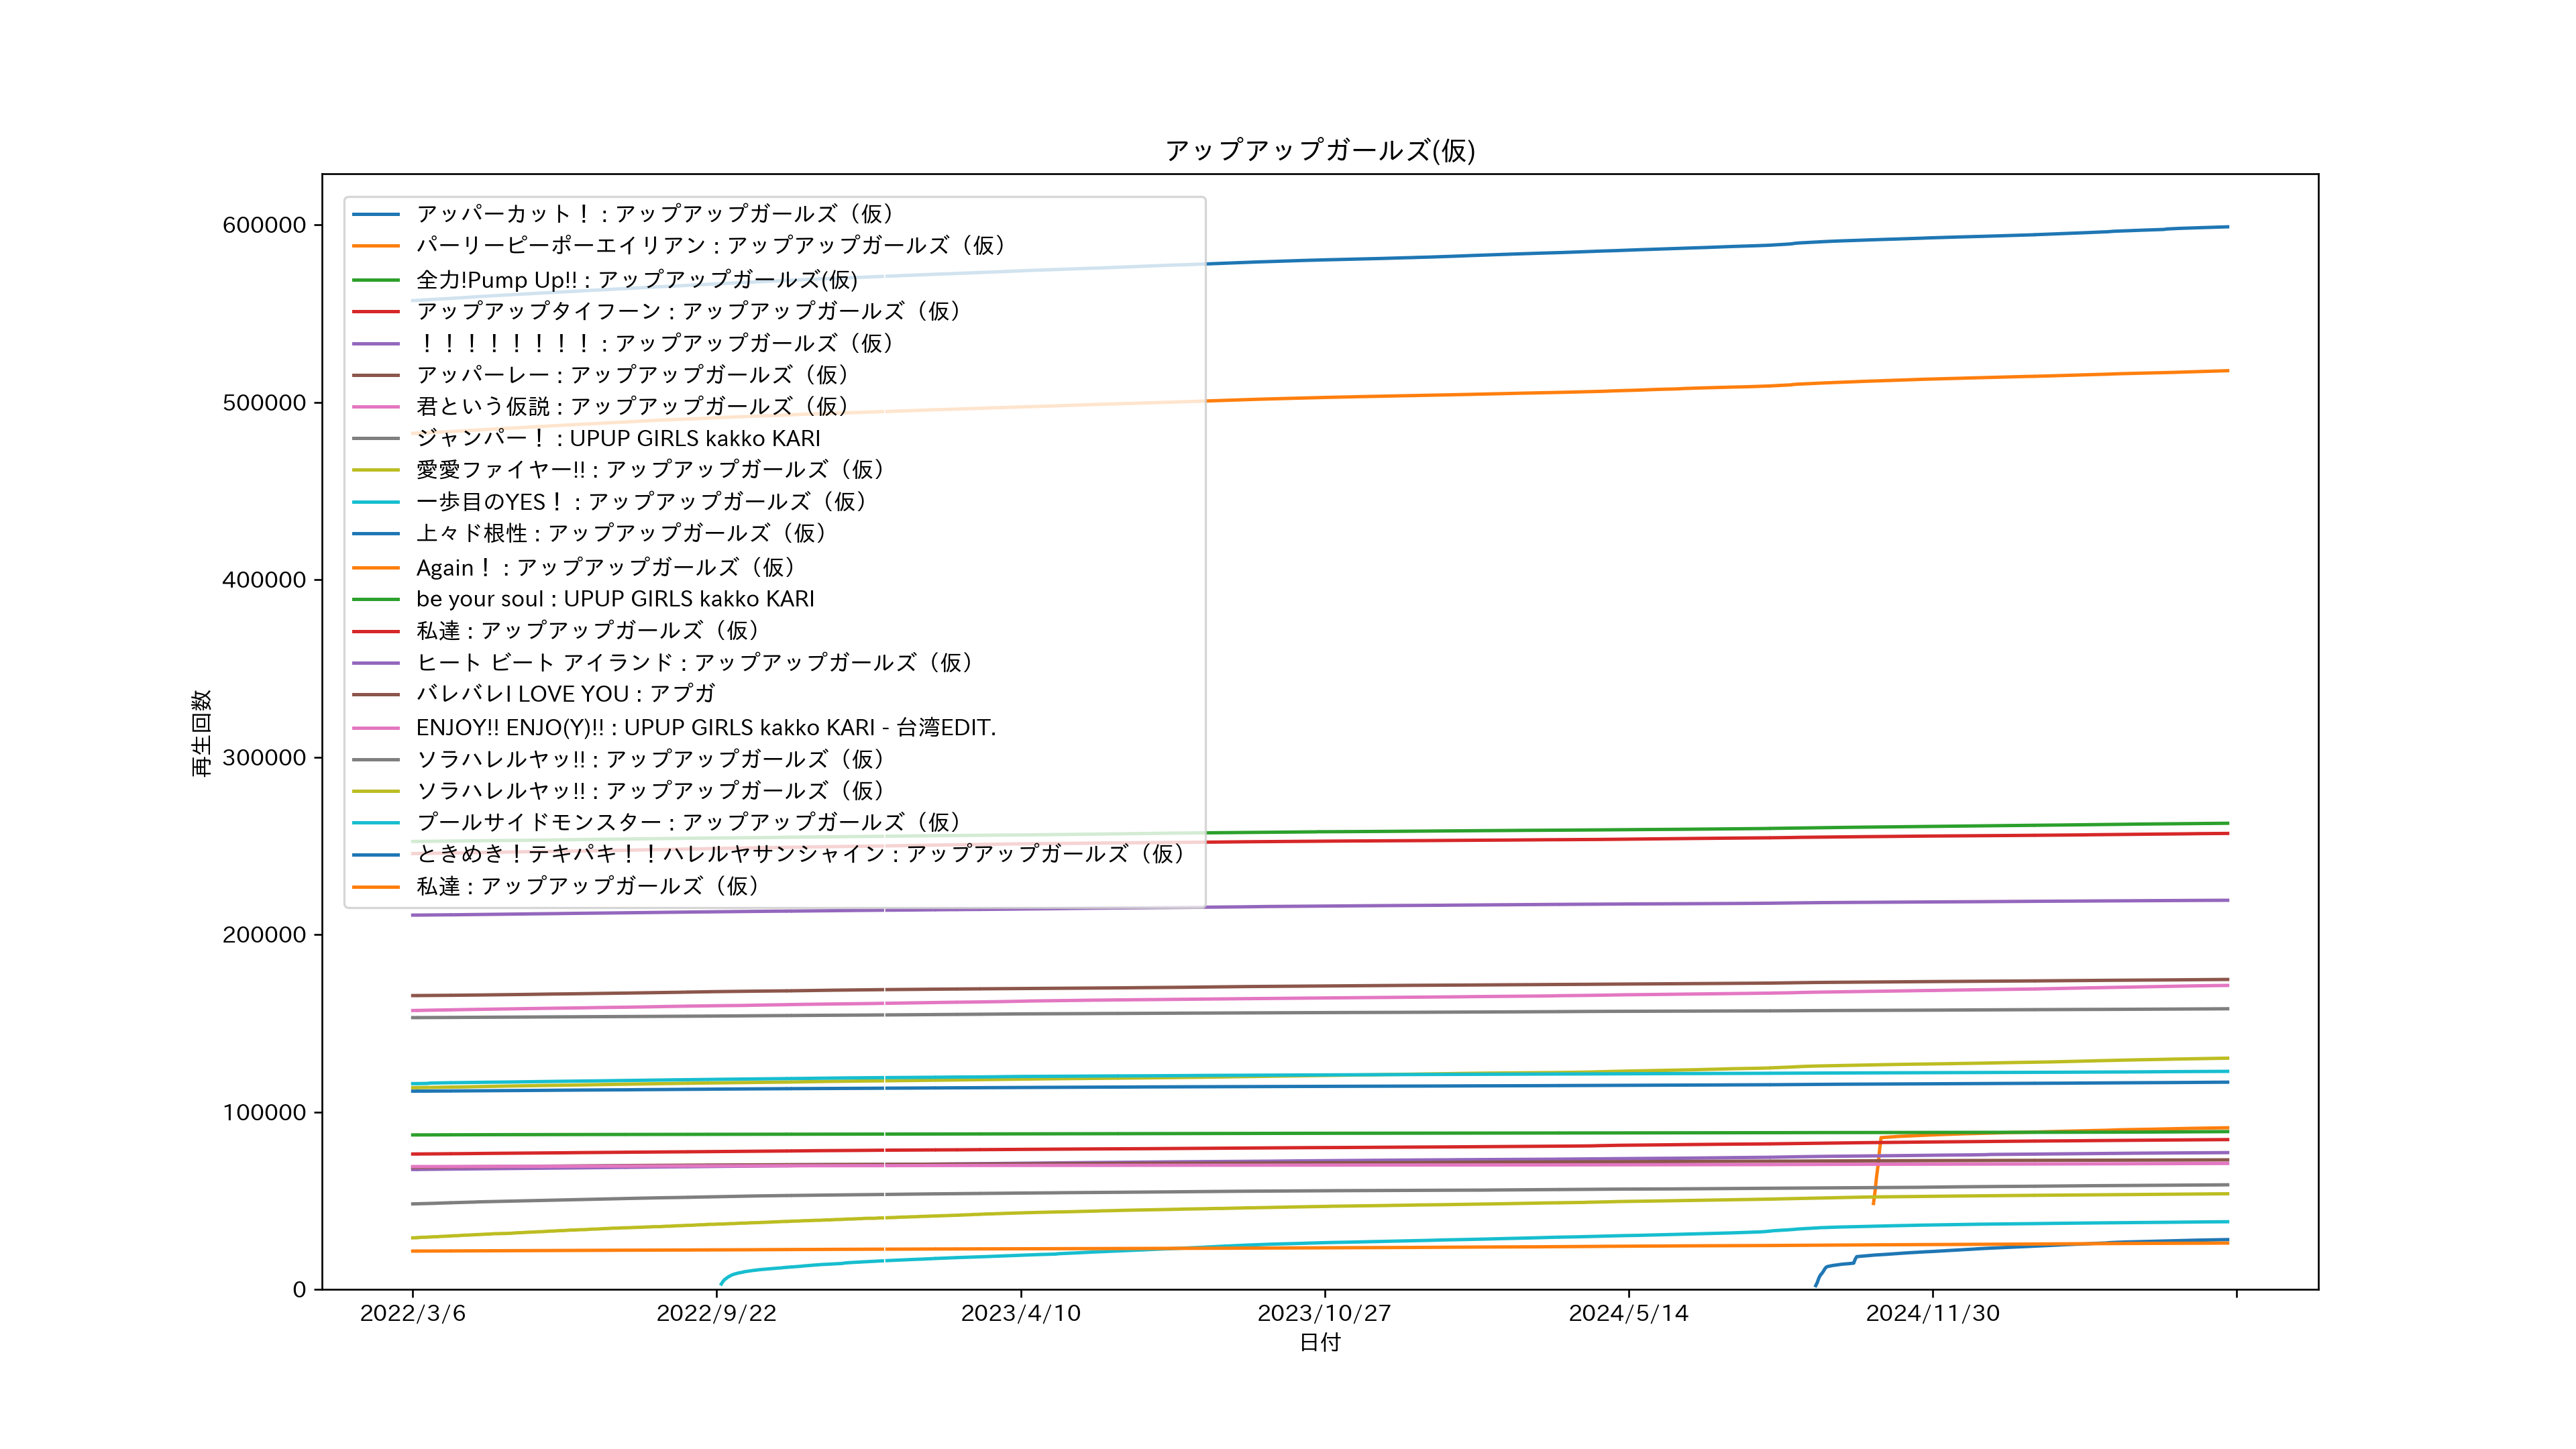 アップアップガールズ(仮)
600000
500000
400000
300000
200000
100000
0
再生回数
アッパーカット！ : アップアップガールズ（仮）
パーリーピーポーエイリアン : アップアップガールズ（仮）
全力!Pump Up!! : アップアップガールズ(仮)
アップアップタイフーン : アップアップガールズ（仮）
！！！！！！！！ : アップアップガールズ（仮）
アッパーレー : アップアップガールズ（仮）
君という仮説 : アップアップガールズ（仮）
ジャンパー！ : UPUP GIRLS kakko KARI
愛愛ファイヤー!! : アップアップガールズ（仮）
一歩目のYES！ : アップアップガールズ（仮）
上々ド根性 : アップアップガールズ（仮）
Again！ : アップアップガールズ（仮）
be your soul : UPUP GIRLS kakko KARI
私達 : アップアップガールズ（仮）
ヒート ビート アイランド : アップアップガールズ（仮）
バレバレI LOVE YOU : アプガ
ENJOY!! ENJO(Y)!! : UPUP GIRLS kakko KARI - 台湾EDIT.
ソラハレルヤッ!! : アップアップガールズ（仮）
ソラハレルヤッ!! : アップアップガールズ（仮）
プールサイドモンスター : アップアップガールズ（仮）
ときめき！テキパキ！！ハレルヤサンシャイン : アップアップガールズ（仮）
私達 : アップアップガールズ（仮）
2022/3/6
2022/9/22
2023/4/10
2023/10/27
2024/5/14
2024/11/30
日付